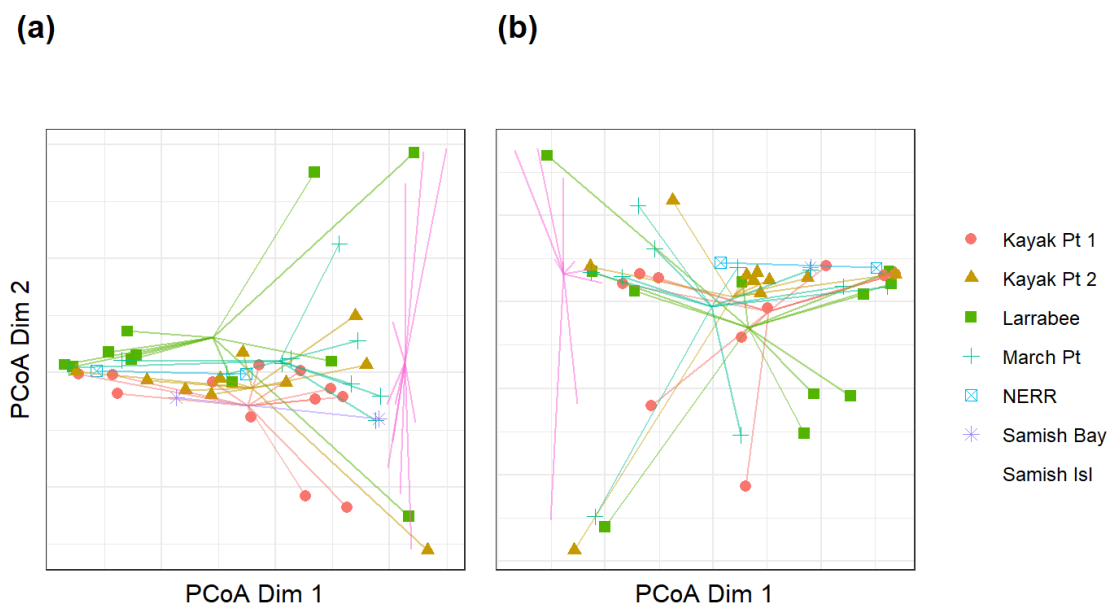 (a)
(b)
PCoA Dim 2
PCoA Dim 1
PCoA Dim 1
Kayak Pt 1
Kayak Pt 2
Larrabee
March Pt
NERR
Samish Bay
Samish Isl